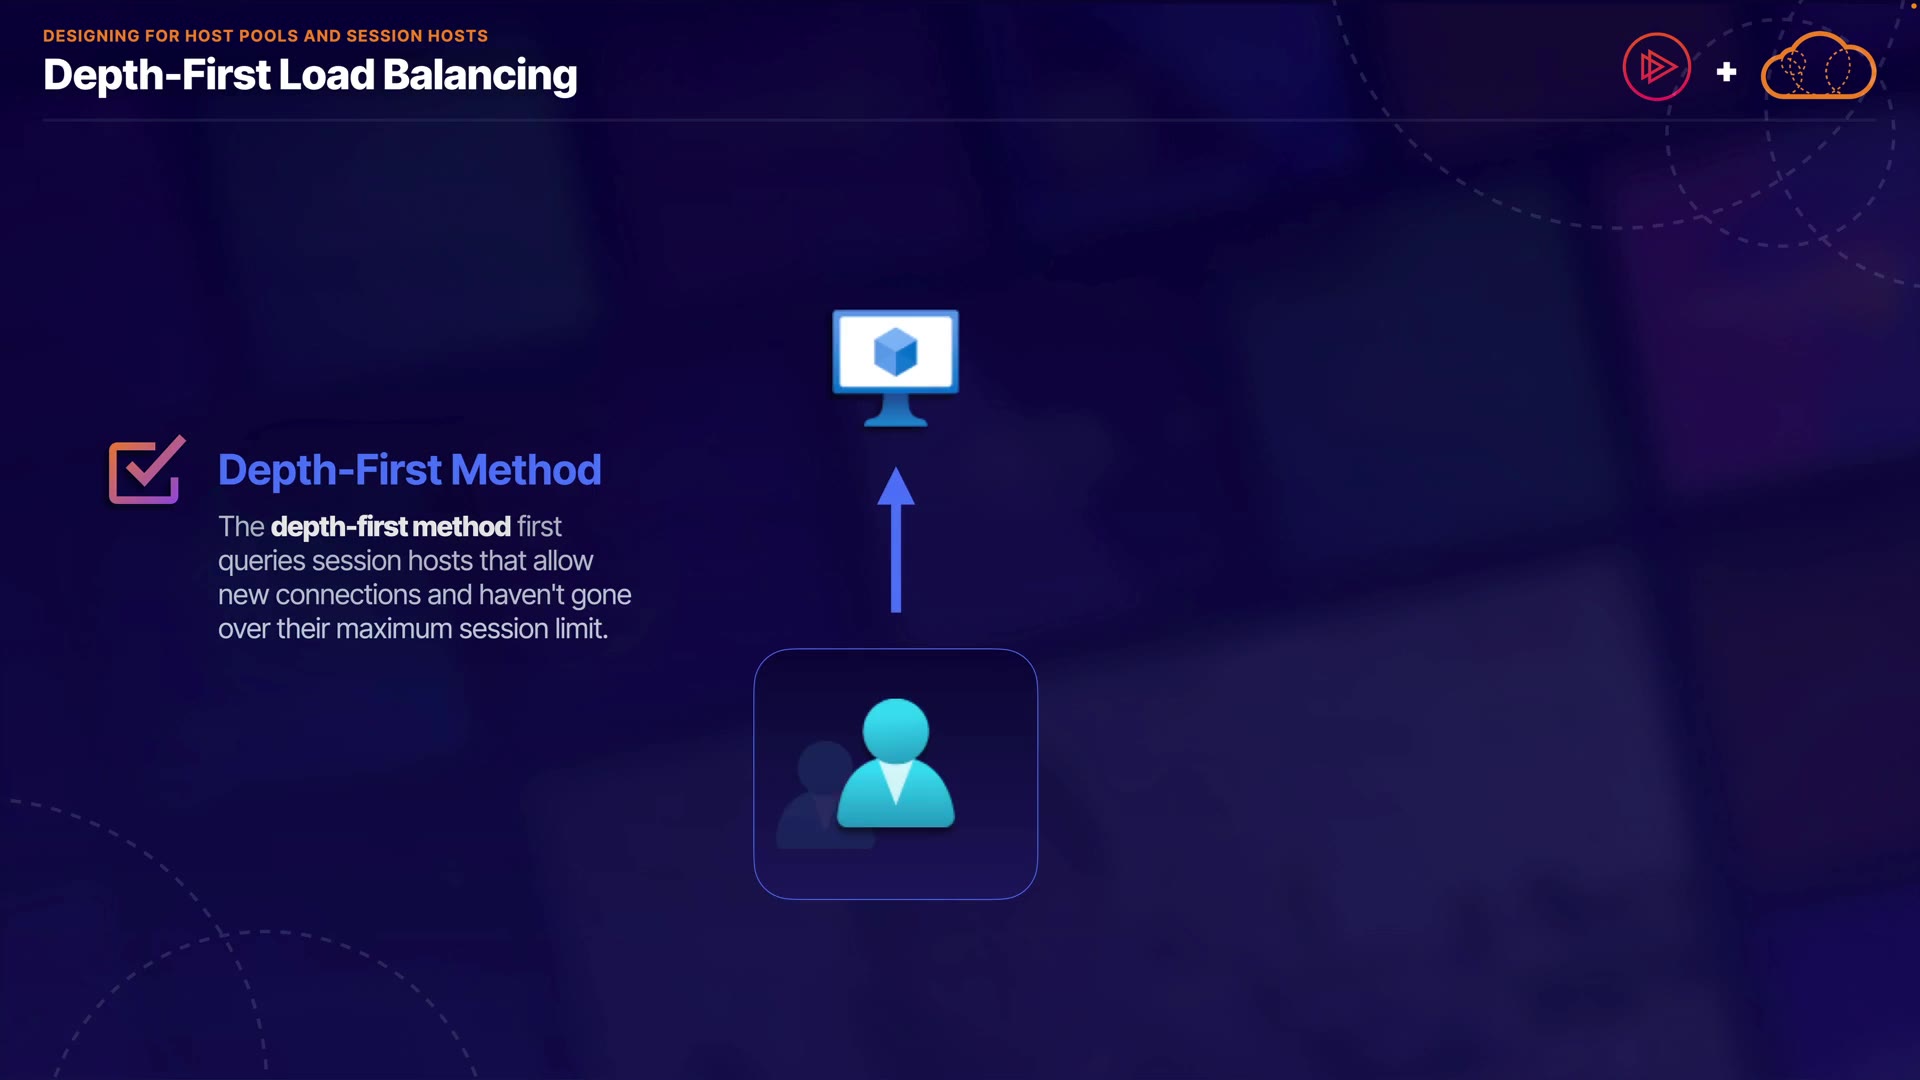 DESIGNING FOR HOST POOLS AND SESSION HOSTS
Depth-First Load Balancing
Depth-First Method
The depth-first method first
queries session hosts that allow
new connections and haven't gone
over their maximum session limit.